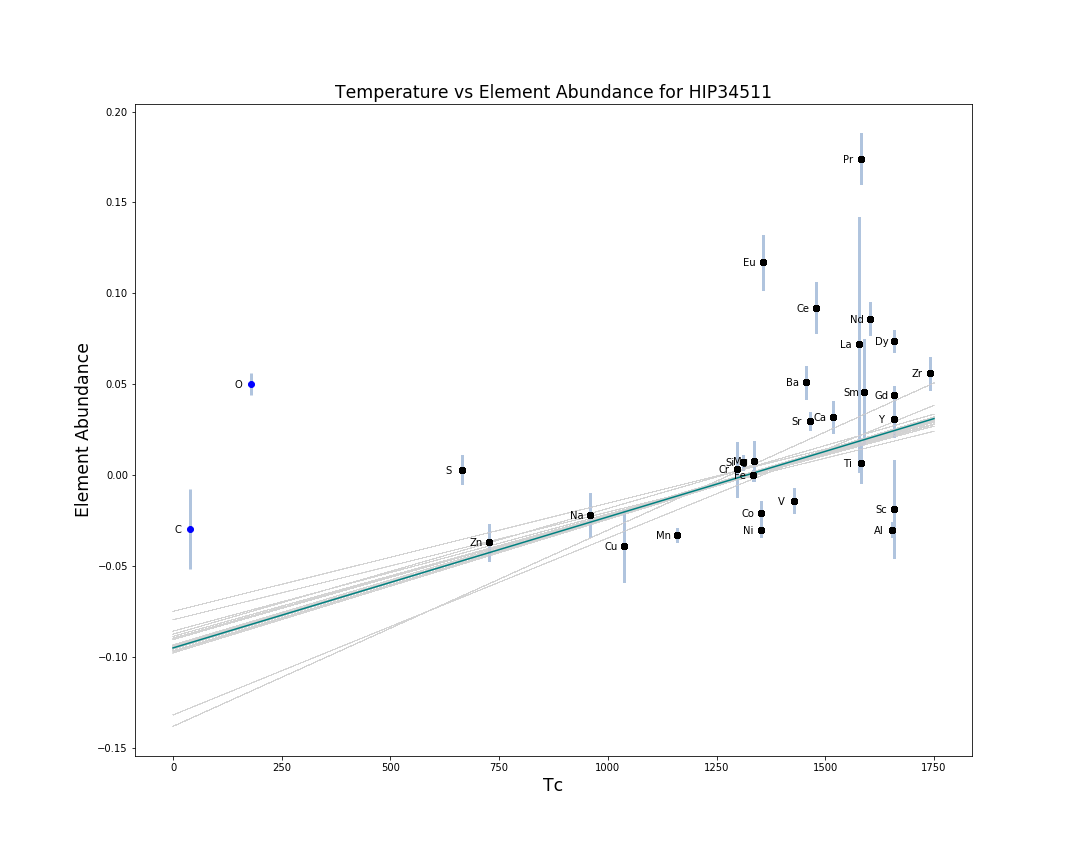 Temperature vs Element Abundance for HIP34511
0.20
Pr
0.15
Eu
0.10
Ce
Nd
La
Dy
Zr
0.05
O
Ba
Sm
Gd
Sr
Ca
Y
0.00
S
Si
Cr
Fe
Ti
V
Sc
Co
Na
C
Ni
Al
Mn
Zn
Cu
−0.05
−0.10
−0.15
0
250
500
750
1000
1250
1500
1750
Tc
Element Abundance